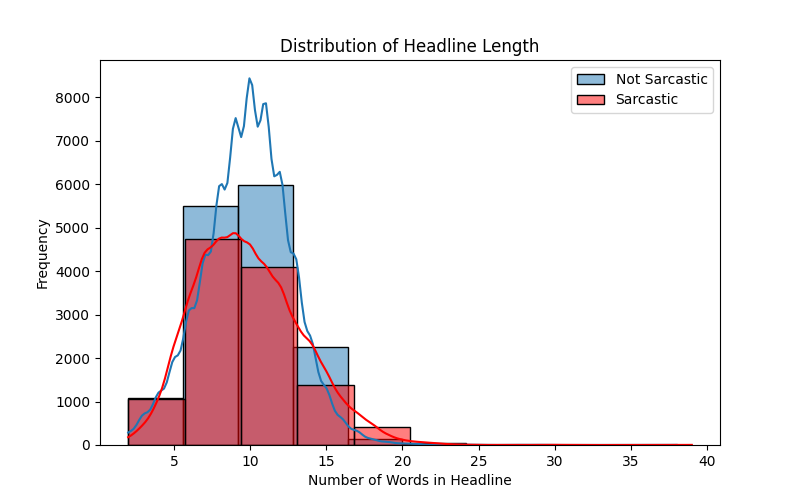 Distribution of Headline Length
Not Sarcastic
Sarcastic
Frequency
8000
7000
6000
5000
4000
3000
2000
1000
0
5 10 15 20 25 30 35 40
Number of Words in Headline